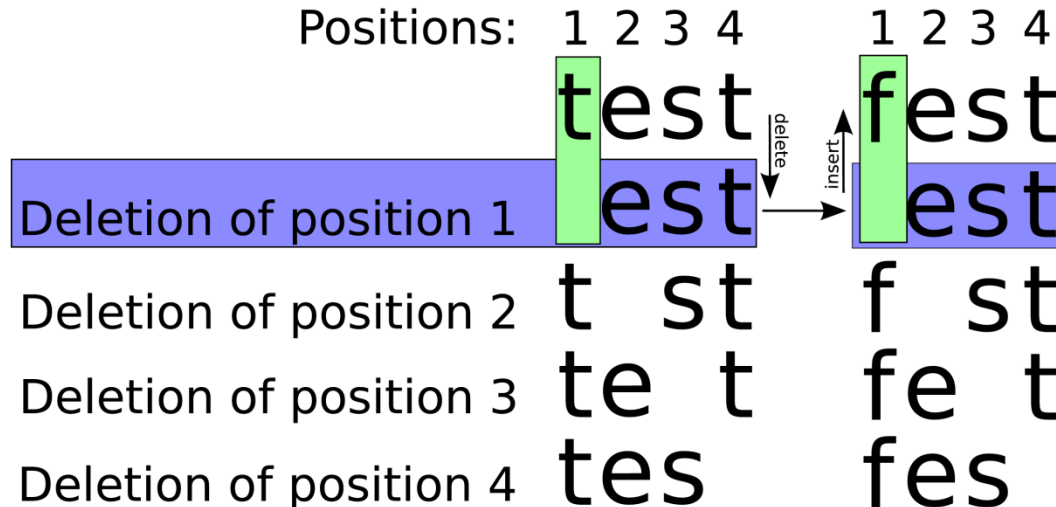 Positions: 1 2 3 4 1 2 3 4
test fest
delete
insert
Deletion of position 1 est est
Deletion of position 2 t st f st
Deletion of position 3 te t fe t
Deletion of position 4 tes fes